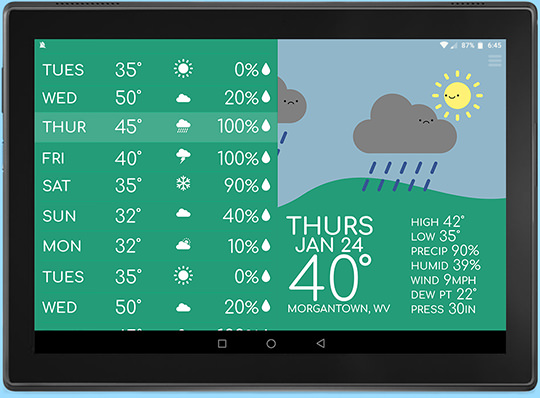 87% 6:45
TUES 35° 0%
WED 50° 20%
THUR 45° 100%
FRI 40° 100%
SAT 35° 90%
SUN 32° 40%
MON 32° 10%
TUES 35° 0%
WED 50° 20%
THURS
JAN 24
40°
MORGANTOWN, WV
HIGH 42°
LOW 35°
PRECIP 90%
HUMID 39%
WIND 9MPH
DEW PT 22°
PRESS 30IN